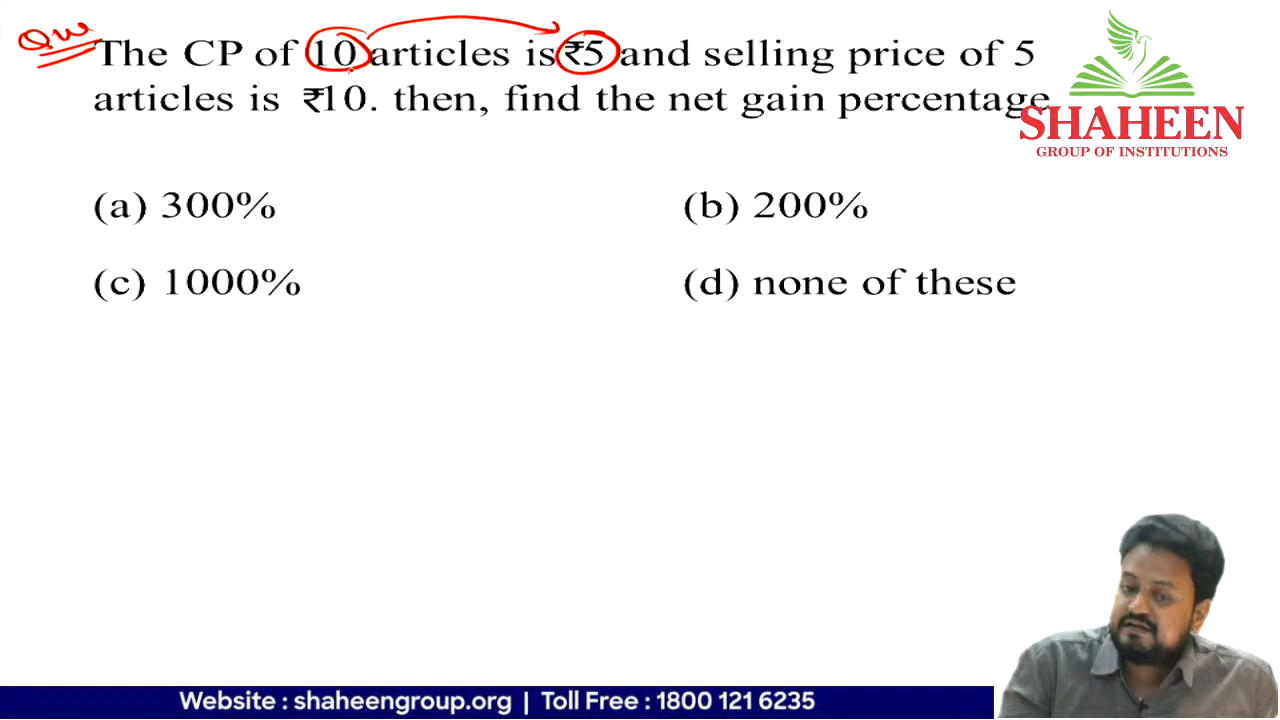 Qw The CP of 10 articles is ₹5 and selling price of 5
articles is ₹10. then, find the net gain percentage
SHAHEEN
GROUP OF INSTITUTIONS
(a) 300% (b) 200%
(c) 1000% (d) none of these
Website : shaheengroup.org | Toll Free : 1800 121 6235